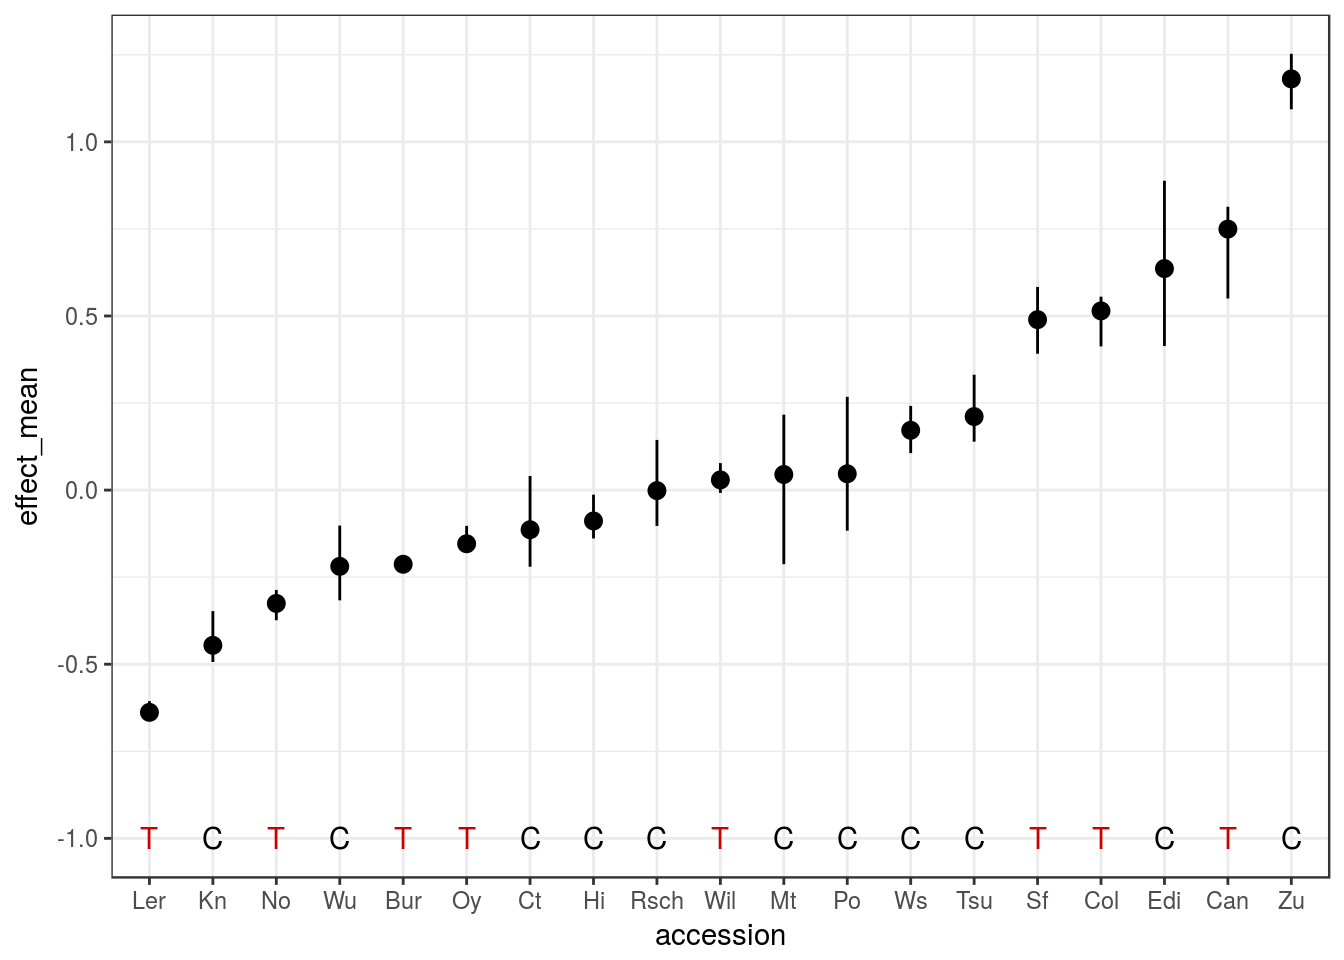 1.0
0.5
0.0
-0.5
-1.0
effect_mean
T C T C T T C C C T C C C C T T C T C
Ler Kn No Wu Bur Oy Ct Hi Rsch Wil Mt Po Ws Tsu Sf Col Edi Can Zu
accession